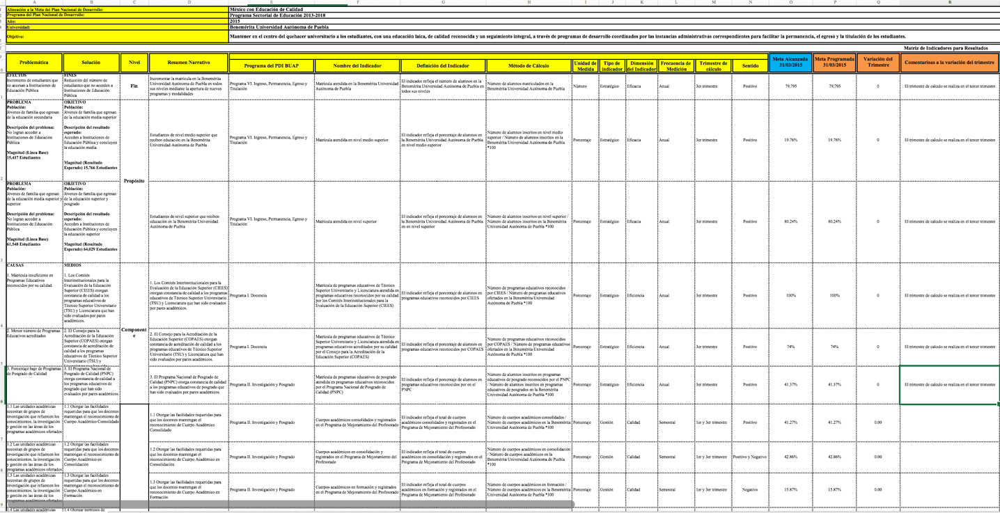 A B C D E F G H I J K L M N O P Q R
Alineación a la Meta del Plan Nacional de Desarrollo: México con Educación de Calidad
Programa del Plan Nacional de Desarrollo: Programa Sectorial de Educación 2013-2018
Año: 2015
Universidad: Benemérita Universidad Autónoma de Puebla
Objetivo: Mantener en el centro del quehacer universitario a los estudiantes, con una educación laica, de calidad reconocida y un seguimiento integral, a través de programas de desarrollo coordinados por las instancias administrativas correspondientes para facilitar la permanencia, el egreso y la titulación de los estudiantes.
Matriz de Indicadores para Resultados
Problemática
Solución
Nivel
Resumen Narrativo
Programa del PDI BUAP
Nombre del Indicador
Definición del Indicador
Método de Cálculo
Unidad de
Medida
Tipo de
indicador
Dimensión
del Indicador
Frecuencia de
Medición
Trimestre de
cálculo
Sentido
Meta Alcanzada
31/03/2015
Meta Programada
31/03/2015
Variación del
Trimestre
Comentarios a la variación del trimestre
EFECTOS
Incremento de estudiantes que
no accesan a Instituciones de
Educación Pública
FINES
Reducción del número de
estudiantes que no acceden a
Instituciones de Educación
Pública
Fin
Incrementar la matrícula en la Benemérita
Universidad Autónoma de Puebla en todos
sus niveles mediante la apertura de nuevos
programas y modalidades
Programa VI. Ingreso, Permanencia, Egreso y
Titulación
Matrícula atendida en la Benemérita Universidad
Autónoma de Puebla
El indicador refleja el número de alumnos en la
Benemérita Universidad Autónoma de Puebla en
todos sus niveles
Número de alumnos matriculados en la
Benemérita Universidad Autónoma de Puebla
Número
Estratégico
Eficacia
Anual
3er trimestre
Positivo
79,795
79,795
0
El trimestre de calculo se realiza en el tercer trimestre
PROBLEMA
Población:
Jóvenes de familia que egresan
de la educación secundaria
Descripción del problema:
No logran acceder a
Instituciones de Educación
Pública
Magnitud (Línea Base)
15,417 Estudiantes
OBJETIVO
Población:
Jóvenes de familia que egresan
de la educación media superior
Descripción del resultado
esperado:
Acceden a Instituciones de
Educación Pública y concluyen
la educación media
Magnitud (Resultado
Esperado) 15,766 Estudiantes
Propósito
Estudiantes de nivel medio superior que
reciben educación en la Benemérita
Universidad Autónoma de Puebla
Programa VI. Ingreso, Permanencia, Egreso y
Titulación
Matrícula atendida en nivel medio superior
El indicador refleja el porcentaje de alumnos en
la Benemérita Universidad Autónoma de Puebla
en nivel medio superior
Número de alumnos inscritos en nivel medio
superior / Número de alumnos inscritos en la
Benemérita Universidad Autónoma de Puebla
*100
Porcentaje
Estratégico
Eficacia
Anual
3er trimestre
Positivo
19.76%
19.76%
0
El trimestre de calculo se realiza en el tercer trimestre
PROBLEMA
Población:
Jóvenes de familia que egresan
de la educación media superior y
superior
Descripción del problema:
No logran acceder a
Instituciones de Educación
Pública
Magnitud (Línea Base)
61,548 Estudiantes
OBJETIVO
Población:
Jóvenes de familia que egresan
de la educación superior y
posgrado
Descripción del resultado
esperado:
Acceden a Instituciones de
Educación Pública y concluyen
la educación superior
Magnitud (Resultado
Esperado) 64,029 Estudiantes
Estudiantes de nivel superior que reciben
educación en la Benemérita Universidad
Autónoma de Puebla
Programa VI. Ingreso, Permanencia, Egreso y
Titulación
Matrícula atendida en nivel superior
El indicador refleja el porcentaje de alumnos en
la Benemérita Universidad Autónoma de Puebla
en en nivel superior
Número de alumnos inscritos en nivel superior /
Número de alumnos inscritos en la Benemérita
Universidad Autónoma de Puebla *100
Porcentaje
Estratégico
Eficacia
Anual
3er trimestre
Positivo
80.24%
80.24%
0
El trimestre de calculo se realiza en el tercer trimestre
CAUSAS
1. Matrícula insuficiente en
Programas Educativos
reconocidos por su calidad
MEDIOS
1. Los Comités
Interinstitucionales para la
Evaluación de la Educación
Superior (CIEES) otorgan
constancia de calidad a los
programas educativos de
Técnico Superior Universitario
(TSU) y Licenciatura que han
sido evaluados por pares
académicos.
Component
e
1. Los Comités Interinstitucionales para la
Evaluación de la Educación Superior (CIEES)
otorgan constancia de calidad a los programas
educativos de Técnico Superior Universitario
(TSU) y Licenciatura que han sido evaluados
por pares académicos.
Programa I. Docencia
Matrícula de programas educativos de Técnico
Superior Universitario y Licenciatura atendida en
programas educativos reconocidos por su calidad
por los Comités Interinstitucionales para la
Evaluación de la Educación Superior (CIEES)
El indicador refleja el porcentaje de alumnos en
programas educativos reconocidos por CIEES
Número de programas educativos reconocidos
por CIEES / Número de programas educativos
ofertados en la Benemérita Universidad
Autónoma de Puebla *100
Porcentaje
Estratégico
Eficiencia
Anual
3er trimestre
Positivo
100%
100%
0
El trimestre de calculo se realiza en el tercer trimestre
2. Menor número de Programas
Educativos acreditados
2. El Consejo para la
Acreditación de la Educación
Superior (COPAES) otorgan
constancia de acreditación de
calidad a los programas
educativos de Técnico Superior
Universitario (TSU) y
2. El Consejo para la Acreditación de la
Educación Superior (COPAES) otorgan
constancia de acreditación de calidad a los
programas educativos de Técnico Superior
Universitario (TSU) y Licenciatura que han
sido evaluados por pares académicos.
Programa I. Docencia
Matrícula de programas educativos de Técnico
Superior Universitario y Licenciatura atendida en
programas educativos acreditados por su calidad
por el Consejo para la Acreditación de la
Educación Superior (COPAES)
El indicador refleja el porcentaje de alumnos en
programas educativos reconocidos por COPAES
Número de programas educativos reconocidos
por COPAES / Número de programas educativos
ofertados en la Benemérita Universidad
Autónoma de Puebla *100
Porcentaje
Estratégico
Eficiencia
Anual
3er trimestre
Positivo
74%
74%
0
El trimestre de calculo se realiza en el tercer trimestre
3. Porcentaje bajo de Programas
de Posgrado de Calidad
3. El Programa Nacional de
Posgrado de Calidad (PNPC)
otorga constancia de calidad a
los programas educativos de
posgrado que han sido
evaluados por pares académicos.
3. El Programa Nacional de Posgrado de
Calidad (PNPC) otorga constancia de calidad
a los programas educativos de posgrado que
han sido evaluados por pares académicos.
Programa II. Investigación y Posgrado
Matrícula de programas educativos de posgrado
atendida en programas educativos reconocidos
por el Programa Nacional de Posgrado de
Calidad (PNPC)
El indicador refleja el porcentaje de alumnos en
programas educativos reconocidos por en el
PNPC
Número de alumnos inscritos en programas
educativos de posgrado reconocidos por el PNPC
/ Número de alumnos inscritos en programas
educativos de posgrados en la Benemérita
Universidad Autónoma de Puebla *100
Porcentaje
Estratégico
Eficiencia
Anual
3er trimestre
Positivo
41.37%
41.37%
0
El trimestre de calculo se realiza en el tercer trimestre
1.1 Las unidades académicas
necesitan de grupos de
investigación que refuercen los
conocimientos, la investigación
y gestión en las áreas de los
programas académicos ofertados
1.1 Otorgar las facilidades
requeridas para que los docentes
mantengan el reconocimiento de
Cuerpo Académico Consolidado
1.1 Otorgar las facilidades requeridas para
que los docentes mantengan el
reconocimiento de Cuerpo Académico
Consolidado
Programa II. Investigación y Posgrado
Cuerpos académicos consolidados y registrados
en el Programa de Mejoramiento del Profesorado
El indicador refleja el total de cuerpos
académicos consolidados y registrados en el
Programa de Mejoramiento del Profesorado
Número de cuerpos académicos consolidados /
Número de cuerpos académicos en la Benemérita
Universidad Autónoma de Puebla *100
Porcentaje
Gestión
Calidad
Semestral
1er y 3er trimestre
Positivo
41.27%
41.27%
0.00
1.2 Las unidades académicas
necesitan de grupos de
investigación que refuercen los
conocimientos, la investigación
y gestión en las áreas de los
programas académicos ofertados
1.2 Otorgar las facilidades
requeridas para que los docentes
mantengan el reconocimiento de
Cuerpo Académico en
Consolidación
1.2 Otorgar las facilidades requeridas para
que los docentes mantengan el
reconocimiento de Cuerpo Académico en
Consolidación
Programa II. Investigación y Posgrado
Cuerpos académicos en consolidación y
registrados en el Programa de Mejoramiento del
Profesorado
El indicador refleja el total de cuerpos
académicos consolidados y registrados en el
Programa de Mejoramiento del Profesorado
Número de cuerpos académicos en consolidación
/ Número de cuerpos académicos en la
Benemérita Universidad Autónoma de Puebla
*100
Porcentaje
Gestión
Calidad
Semestral
1er y 3er trimestre
Positivo y Negativo
42.86%
42.86%
0.00
1.3 Las unidades académicas
necesitan de grupos de
investigación que refuercen los
conocimientos, la investigación
y gestión en las áreas de los
programas académicos ofertados
1.3 Otorgar las facilidades
requeridas para que los docentes
mantengan el reconocimiento de
Cuerpo Académico en
Formación
1.3 Otorgar las facilidades requeridas para
que los docentes mantengan el
reconocimiento de Cuerpo Académico en
Formación
Programa II. Investigación y Posgrado
Cuerpos académicos en formación y registrados
en el Programa de Mejoramiento del Profesorado
El indicador refleja el total de cuerpos
académicos en formación y registrados en el
Programa de Mejoramiento del Profesorado
Número de cuerpos académicos en formación /
Número de cuerpos académicos en la Benemérita
Universidad Autónoma de Puebla *100
Porcentaje
Gestión
Calidad
Semestral
1er y 3er trimestre
Negativo
15.87%
15.87%
0.00
1.4 Las unidades académicas
1.4 Otorgar permisos de